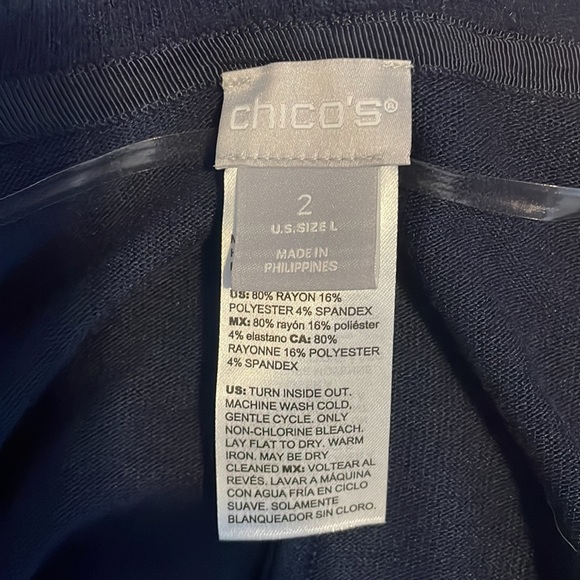 chico's®
2
U.S.SIZE L
MADE IN
PHILIPPINES
US: 80% RAYON 16%
POLYESTER 4% SPANDEX
MX: 80% rayón 16% poliéster
4% elastano CA: 80%
RAYONNE 16% POLYESTER
4% SPANDEX
US: TURN INSIDE OUT.
MACHINE WASH COLD,
GENTLE CYCLE. ONLY
NON-CHLORINE BLEACH.
LAY FLAT TO DRY. WARM
IRON. MAY BE DRY
CLEANED MX: VOLTEAR AL
REVÉS. LAVAR A MÁQUINA
CON AGUA FRÍA EN CICLO
SUAVE. SOLAMENTE
BLANQUEADOR SIN CLORO.